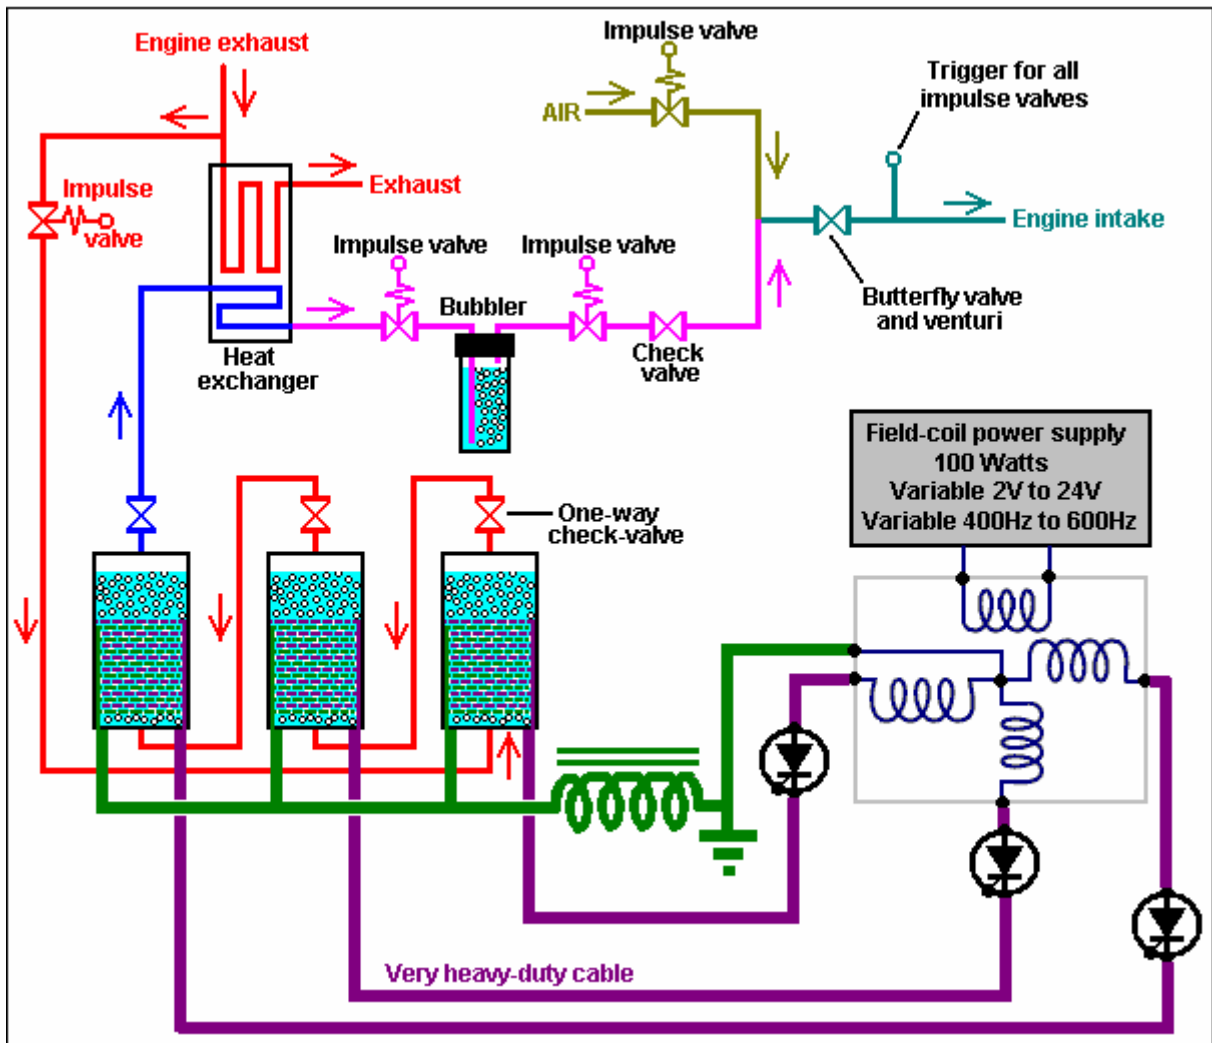 Engine exhaust
Impulse valve
Trigger for all
impulse valves
AIR
Exhaust
Impulse
valve
Engine intake
Impulse valve
Impulse valve
Bubbler
Butterfly valve
and venturi
Heat
exchanger
Check
valve
Field-coil power supply
100 Watts
Variable 2V to 24V
Variable 400Hz to 600Hz
One-way
check-valve
Very heavy-duty cable